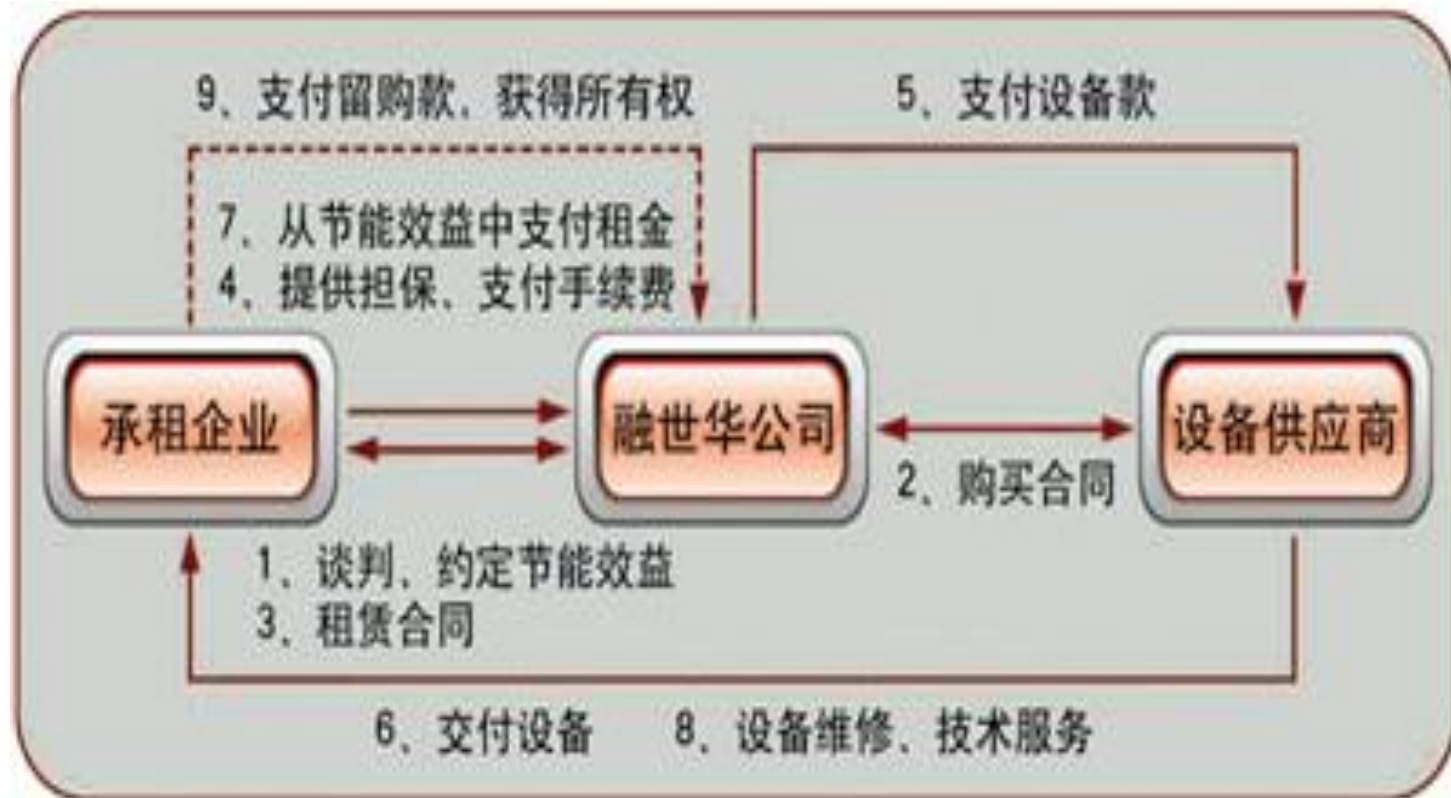 9、支付留购款，获得所有权
5、支付设备款
7、从节能效益中支付租金
4、提供担保、支付手续费
承租企业
融世华公司
设备供应商
2、购买合同
1、谈判、约定节能效益
3、租赁合同
6、交付设备
8、设备维修、技术服务